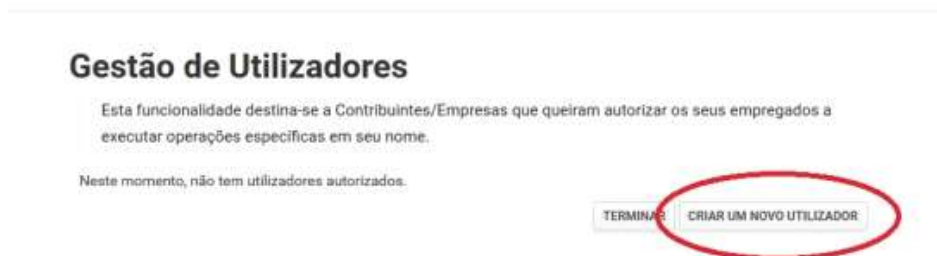 Gestão de Utilizadores
Esta funcionalidade destina-se a Contribuintes/Empresas que queiram autorizar os seus empregados a
executar operações específicas em seu nome.
Neste momento, não tem utilizadores autorizados.
TERMINAR CRIAR UM NOVO UTILIZADOR